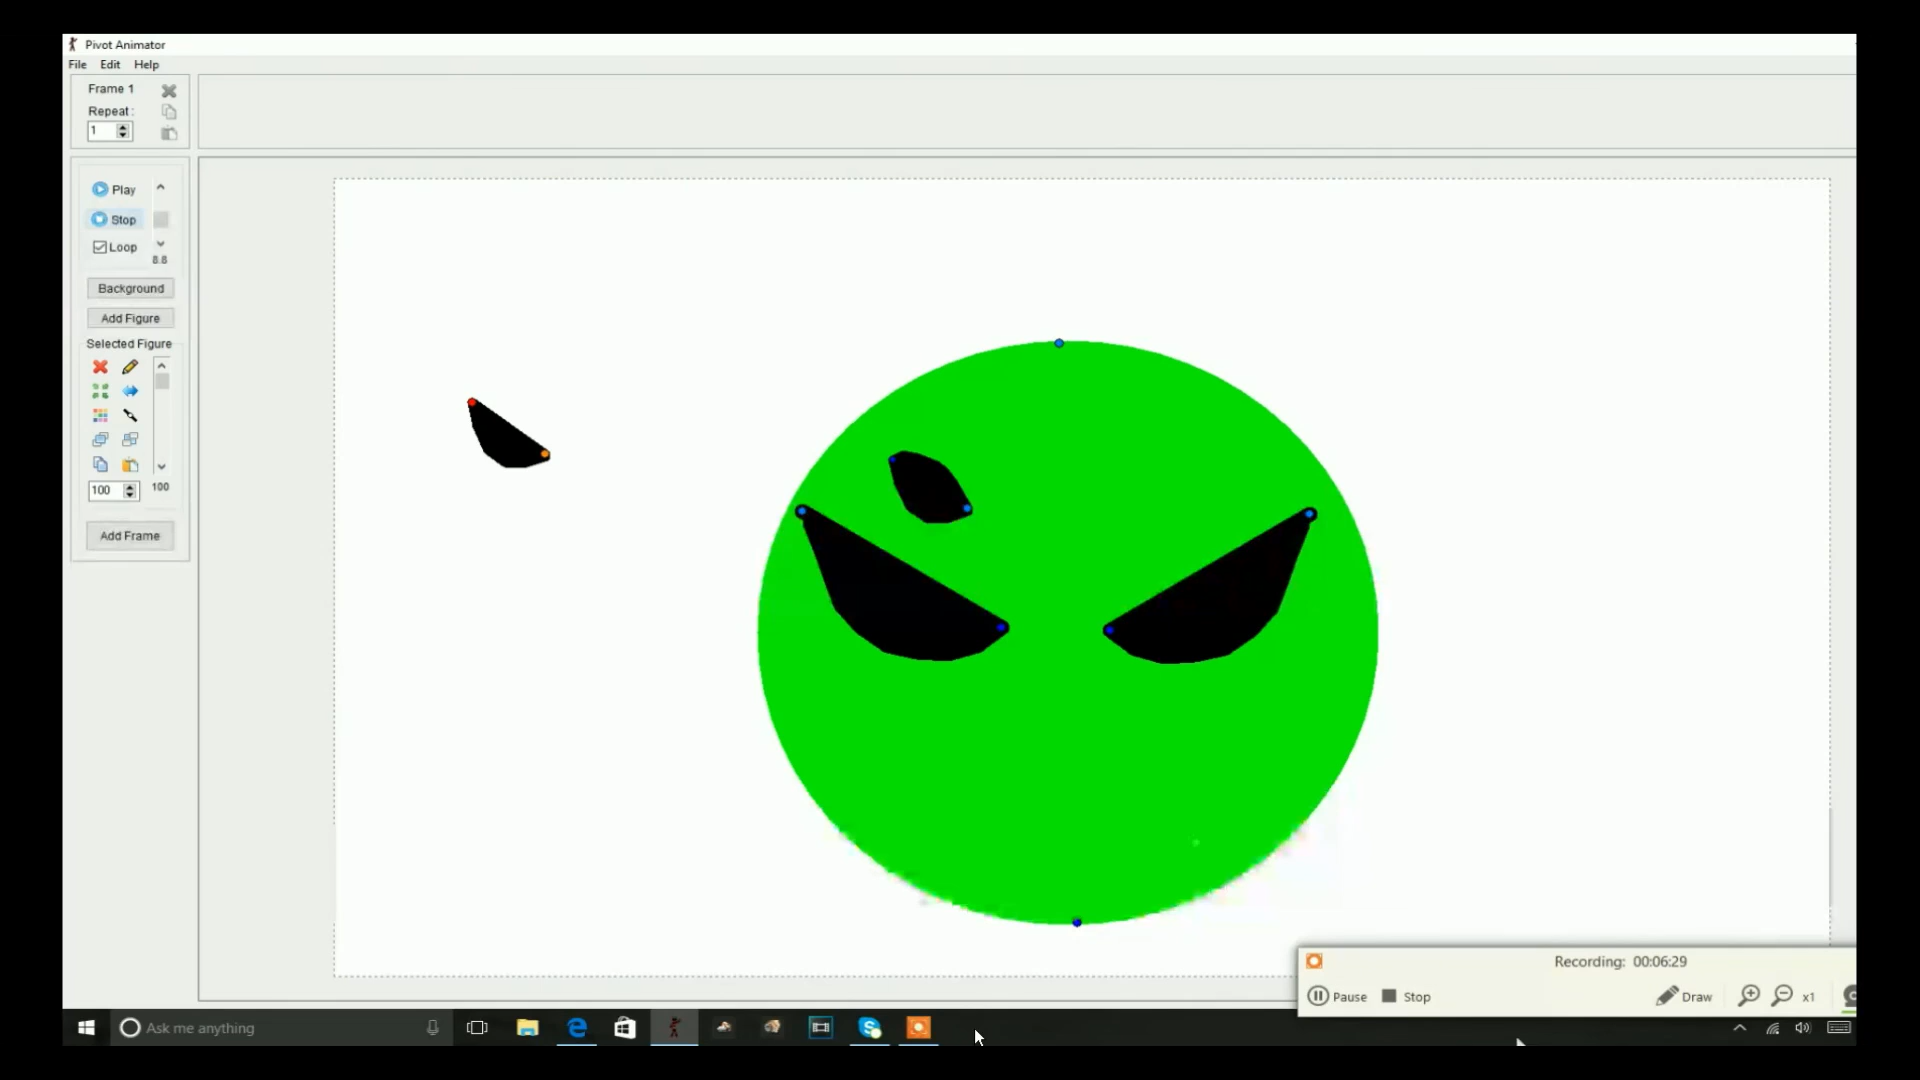 Pivot Animator
File Edit Help
Frame 1
Repeat:
1
Play
Stop
Loop
8.8
Background
Add Figure
Selected Figure
100
100
Add Frame
Recording: 00:06:29
Pause Stop Draw x1
Ask me anything